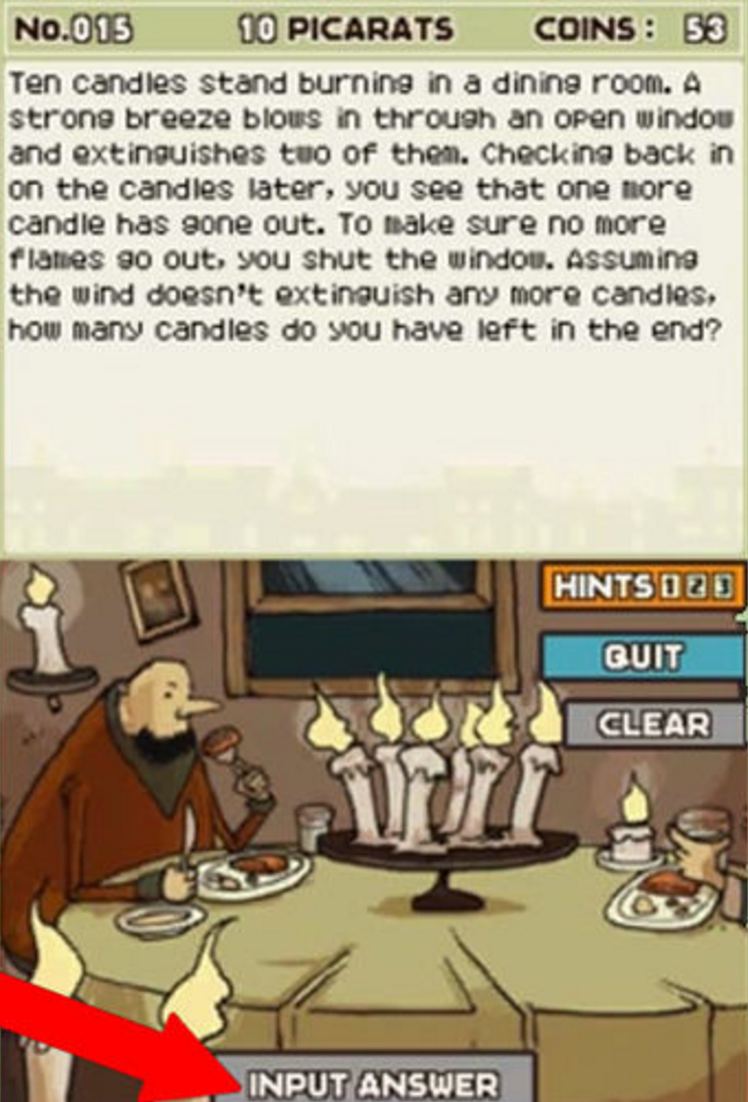 No.015 10 PICARATS COINS: 53
Ten candles stand burning in a dining room. A
strong breeze blows in through an open window
and extinguishes two of them. Checking back in
on the candles later, you see that one more
candle has gone out. To make sure no more
flames go out, you shut the window. Assuming
the wind doesn't extinguish any more candles,
how many candles do you have left in the end?
HINTS 1 2 3
QUIT
CLEAR
INPUT ANSWER